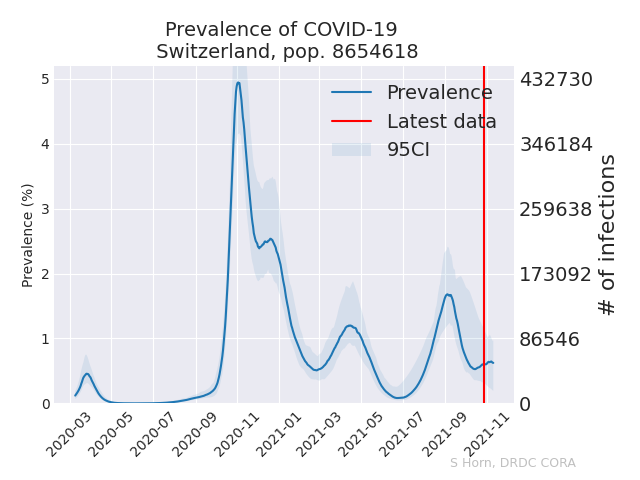 Prevalence of COVID-19
Switzerland, pop. 8654618
Prevalence (%)
5
4
3
2
1
0
Prevalence
Latest data
95CI
432730
346184
259638
173092
86546
0
# of infections
2020-03
2020-05
2020-07
2020-09
2020-11
2021-01
2021-03
2021-05
2021-07
2021-09
2021-11
S Horn, DRDC CORA